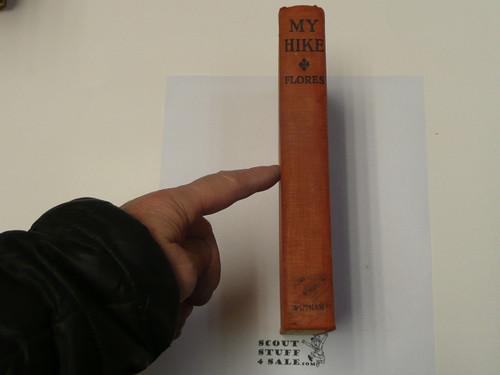 MY
HIKE
FLORES
PUTNAM
SCOUT
STUFF
4 SALE.com